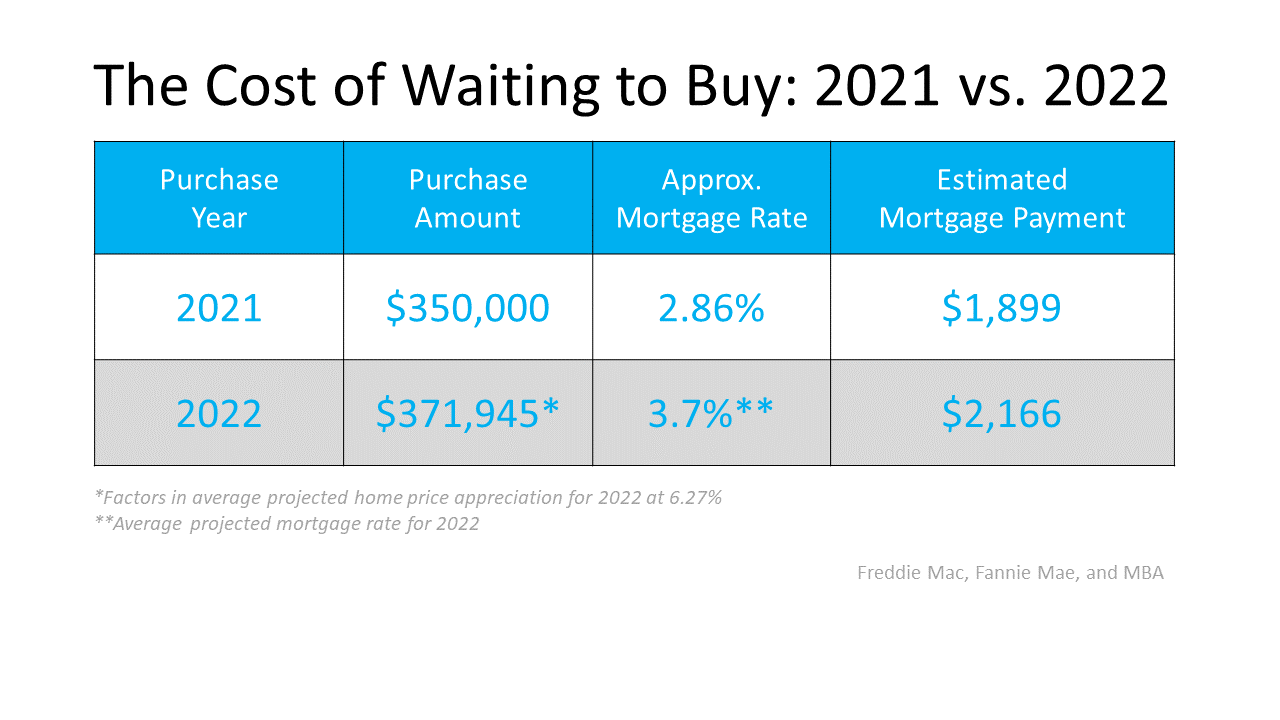 The Cost of Waiting to Buy: 2021 vs. 2022
Purchase Year
Purchase Amount
Approx. Mortgage Rate
Estimated Mortgage Payment
2021
$350,000
2.86%
$1,899
2022
$371,945*
3.7%**
$2,166
*Factors in average projected home price appreciation for 2022 at 6.27%
**Average projected mortgage rate for 2022
Freddie Mac, Fannie Mae, and MBA